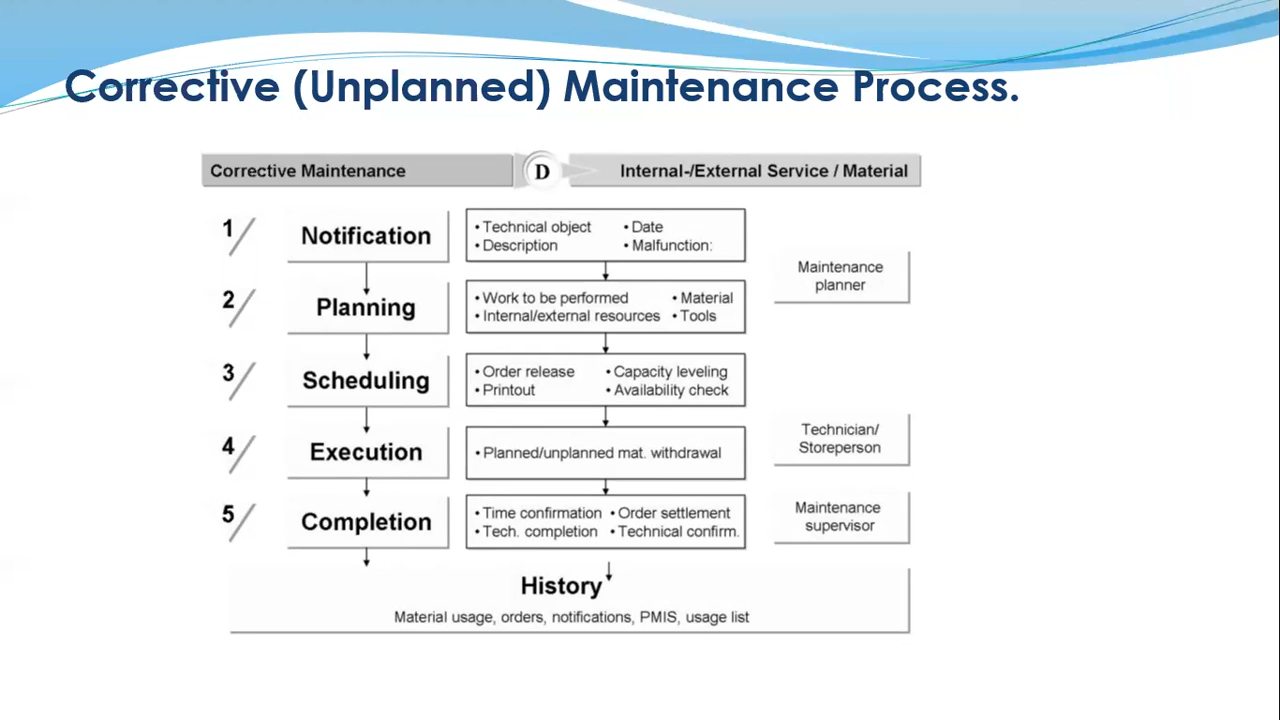 Corrective (Unplanned) Maintenance Process.
Corrective Maintenance D Internal-/External Service / Material
1/ Notification
• Technical object • Date
• Description • Malfunction:
Maintenance
planner
2/ Planning
• Work to be performed • Material
• Internal/external resources • Tools
3/ Scheduling
• Order release • Capacity leveling
• Printout • Availability check
4/ Execution
• Planned/unplanned mat. withdrawal
Technician/
Storeperson
5/ Completion
• Time confirmation • Order settlement
• Tech. completion • Technical confirm.
Maintenance
supervisor
History
Material usage, orders, notifications, PMIS, usage list